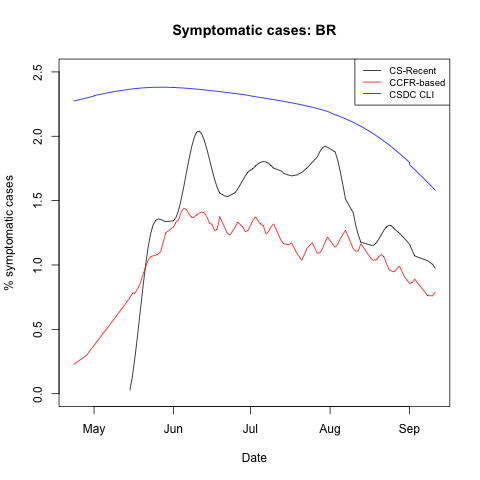 Symptomatic cases: BR
CS-Recent
CCFR-based
CSDC CLI
% symptomatic cases
2.5
2.0
1.5
1.0
0.5
0.0
May Jun Jul Aug Sep
Date